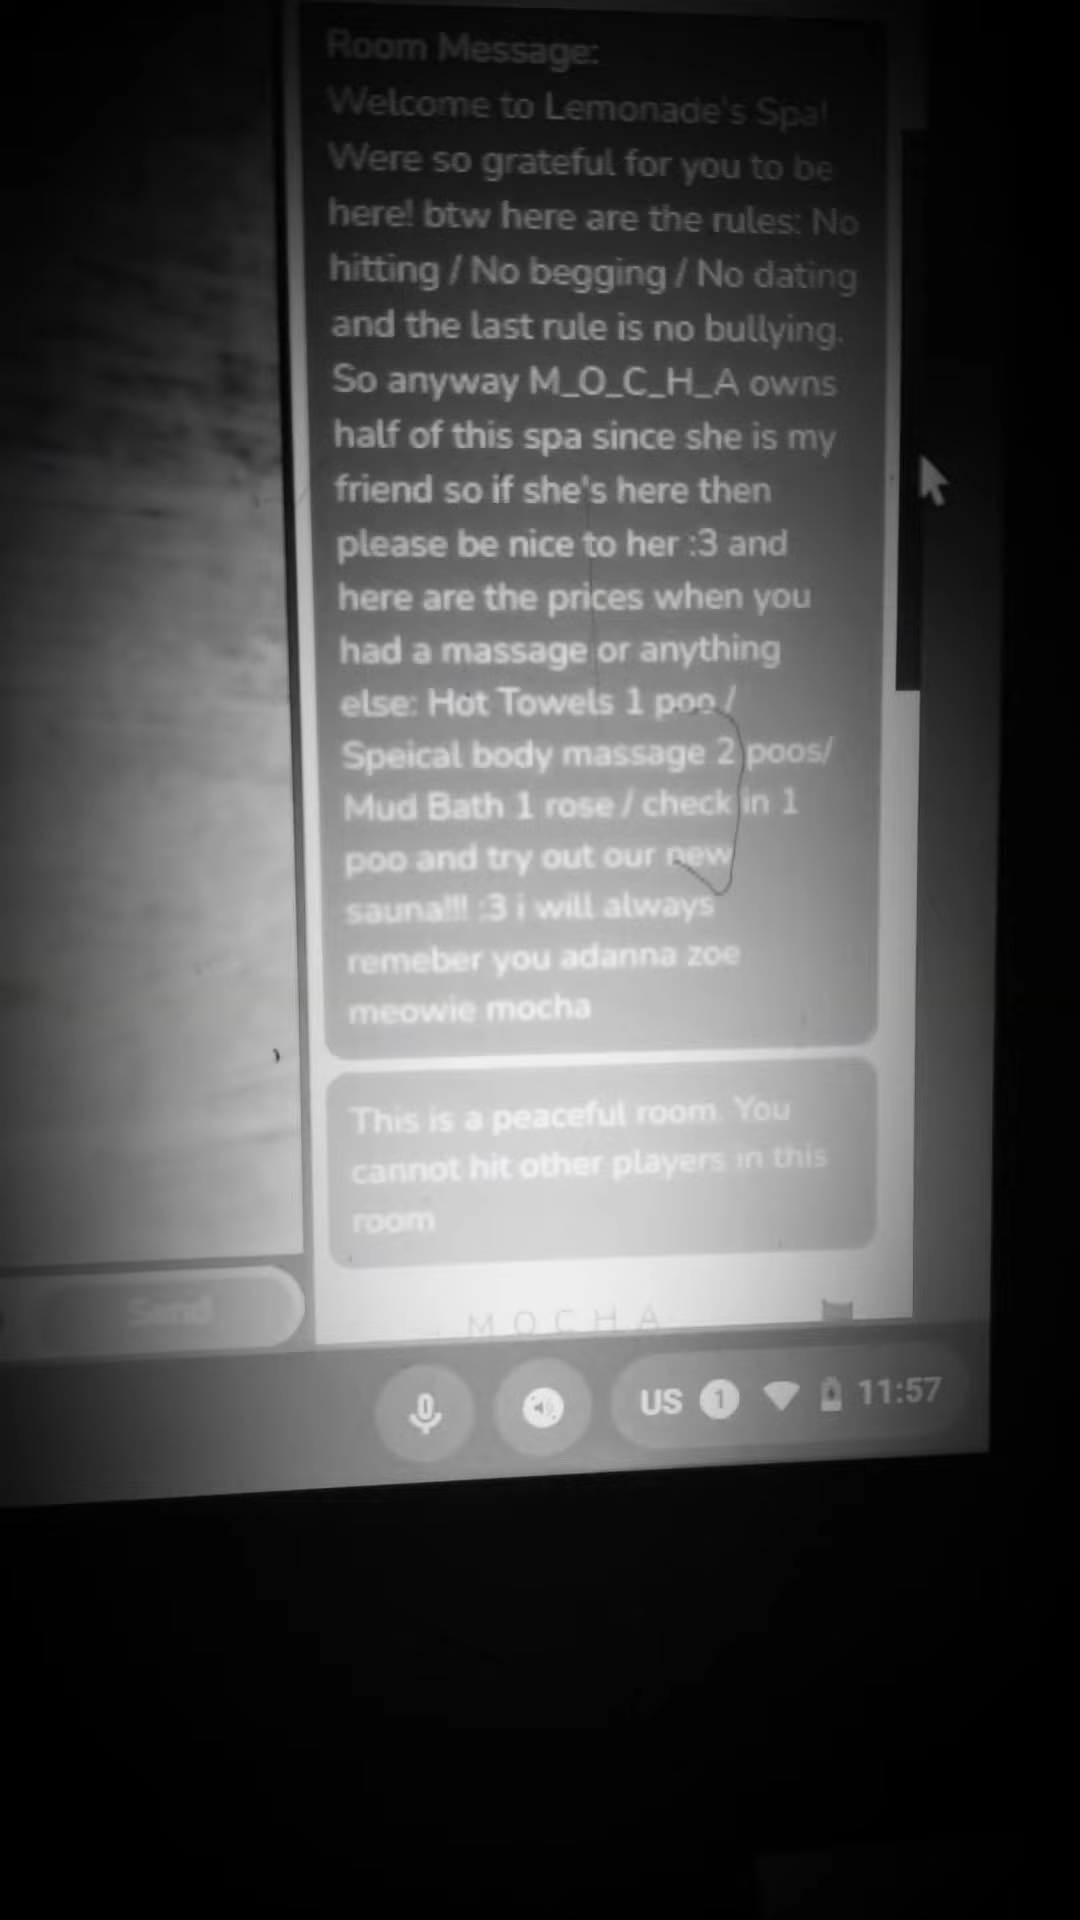 Room Message:
Welcome to Lemonade's Spa!
Were so grateful for you to be
here! btw here are the rules: No
hitting / No begging / No dating
and the last rule is no bullying.
So anyway M_O_C_H_A owns
half of this spa since she is my
friend so if she's here then
please be nice to her :3 and
here are the prices when you
had a massage or anything
else: Hot Towels 1 poo /
Speical body massage 2 poos/
Mud Bath 1 rose / check in 1
poo and try out our new
sauna!!! :3 i will always
remeber you adanna zoe
meowie mocha
This is a peaceful room. You
cannot hit other players in this
room
Send
M O C H A
US 1 11:57